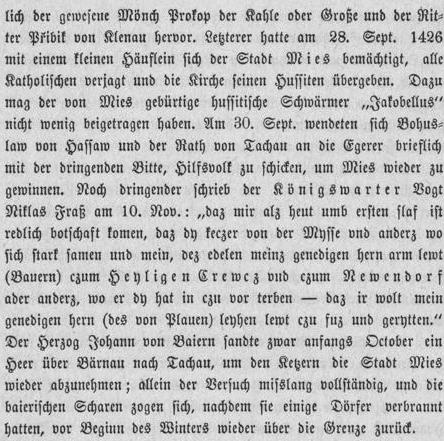 lich der gewesene Mönch Prokop der Kahle oder Große und der Rit-
ter Přibik von Klenau hervor. Letzterer hatte am 28. Sept. 1426
mit einem kleinen Häuflein sich der Stadt Mies bemächtigt, alle
Katholischen verjagt und die Kirche seinen Hussiten übergeben. Dazu
mag der von Mies gebürtige hussitische Schwärmer „Jakobellus“
nicht wenig beigetragen haben. Am 30. Sept. wendeten sich Bohus-
law von Hassaw und der Rath von Tachau an die Egerer brieflich
mit der dringenden Bitte, Hilfsvolk zu schicken, um Mies wieder zu
gewinnen. Noch dringender schrieb der Königswarter Vogt
Niklas Fraß am 10. Nov.: „daz mir alz heut umb ersten slaf ist
redlich botschaft komen, daz dy keczer von der Mysse vnd anderz wo
sich stark samen und mein, dez edelen meinz genedigen hern arm lewt
(Bauern) czum Heyligen Crewcz vnd czum Newendorf
ader anderz, wo er dy hat in czu vor terben — daz ir wolt mein
genedigen hern (des von Plauen) leyhen lewt czu fuz und gerytten.“
Der Herzog Johann von Baiern sandte zwar anfangs October ein
Heer über Bärnau nach Tachau, um den Ketzern die Stadt Mies
wieder abzunehmen; allein der Versuch misslang vollständig, und die
baierischen Scharen zogen sich, nachdem sie einige Dörfer verbrannt
hatten, vor Beginn des Winters wieder über die Grenze zurück.